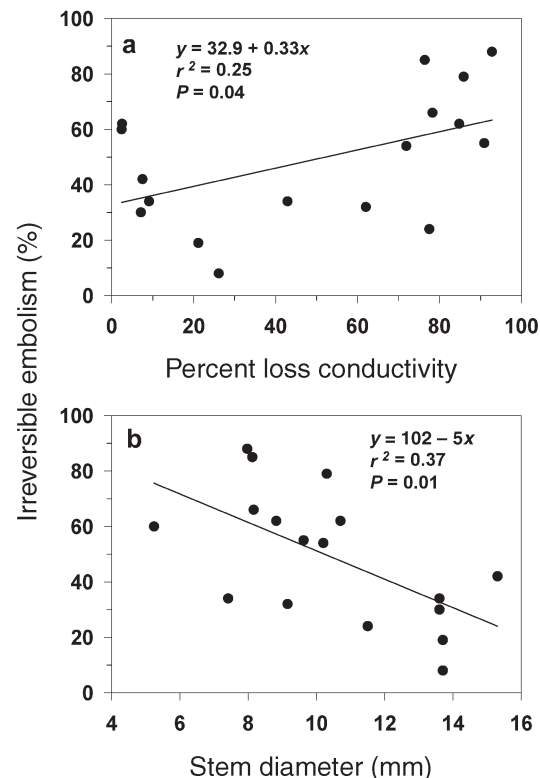 100
80
60
40
20
0
a
y = 32.9 + 0.33x
r² = 0.25
P = 0.04
0 20 40 60 80 100
Percent loss conductivity
Irreversible embolism (%)
100
80
60
40
20
0
b
y = 102 – 5x
r² = 0.37
P = 0.01
4 6 8 10 12 14 16
Stem diameter (mm)